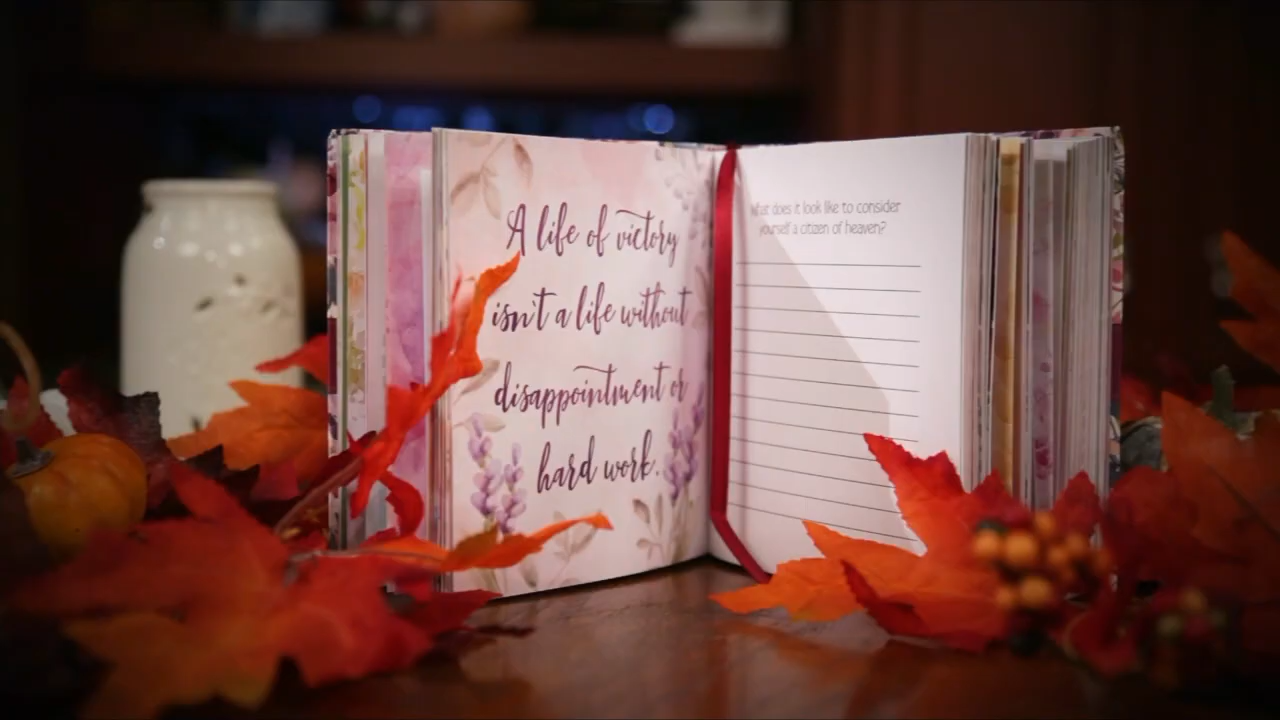 A life of victory
isn't a life without
disappointment or
hard work.
What does it look like to consider
yourself a citizen of heaven?